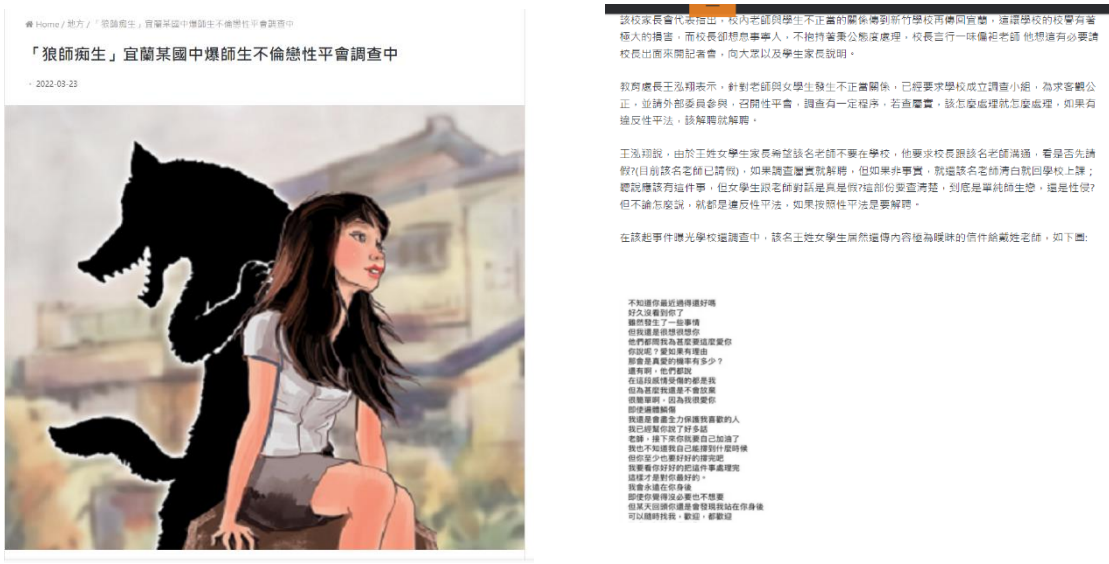 Home / 地方 / 「狼師痴生」宜蘭某國中爆師生不倫戀性平會調查中
「狼師痴生」宜蘭某國中爆師生不倫戀性平會調查中
- 2022-03-23
該校家長會代表指出，校內老師與學生不正當的關係傳到新竹學校再傳回宜蘭，這讓學校的校譽有著
極大的損害，而校長卻想息事寧人，不抱持著秉公態度處理，校長言行一味偏袒老師 他想這有必要請
校長出面來開記者會，向大眾以及學生家長說明。
教育處長王泓翔表示，針對老師與女學生發生不正當關係，已經要求學校成立調查小組，為求客觀公
正，並請外部委員參與，召開性平會，調查有一定程序，若查屬實，該怎麼處理就怎麼處理，如果有
違反性平法，該解聘就解聘。
王泓翔說，由於王姓女學生家長希望該名老師不要在學校，他要求校長跟該名老師溝通，看是否先請
假?(目前該名老師已請假)，如果調查屬實就解聘，但如果非事實，就還該名老師清白就回學校上課；
聽說應該有這件事，但女學生跟老師對話是真是假?這部份要查清楚，到底是單純師生戀，還是性侵?
但不論怎麼說，就都是違反性平法，如果按照性平法是要解聘。
在該起事件曝光學校還調查中，該名王姓女學生居然還傳內容極為曖昧的信件給戴姓老師，如下圖:
不知道你最近過得還好嗎
好久沒看到你了
雖然發生了一些事情
但我還是很想很想你
他們都問我為甚麼要這麼愛你
你說呢？愛如果有理由
那會是真愛的機率有多少？
還有啊，他們都說
在這段感情受傷的都是我
但為甚麼我還是不會放棄
很簡單啊，因為我很愛你
即使遍體鱗傷
我還是會盡全力保護我喜歡的人
我已經幫你說了好多話
老師，接下來你就要自己加油了
我也不知道我自己能撐到什麼時候
但你至少也要好好的撐完吧
我要看你好好的把這件事處理完
這樣才是對你最好的。
我會永遠在你身後
即使你覺得沒必要也不想要
但某天回頭你還是會發現我站在你身後
可以隨時找我，歡迎，都歡迎